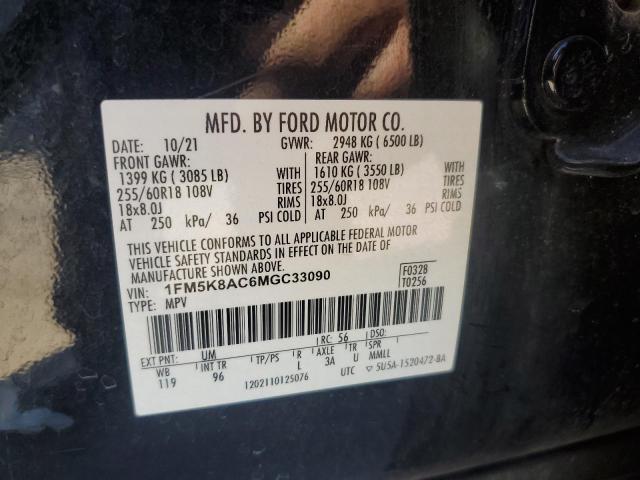 MFD. BY FORD MOTOR CO.
DATE: 10/21 GVWR: 2948 KG ( 6500 LB)
FRONT GAWR: REAR GAWR:
1399 KG ( 3085 LB) WITH 1610 KG ( 3550 LB) WITH
255/60R18 108V TIRES 255/60R18 108V TIRES
18x8.0J RIMS 18x8.0J RIMS
AT 250 kPa/ 36 PSI COLD AT 250 kPa/ 36 PSI COLD
THIS VEHICLE CONFORMS TO ALL APPLICABLE FEDERAL MOTOR
VEHICLE SAFETY STANDARDS IN EFFECT ON THE DATE OF
MANUFACTURE SHOWN ABOVE.
VIN: 1FM5K8AC6MGC33090 F0328
TYPE: MPV T0256
EXT PNT: UM RC: 56 DSO:
WB INT TR TP/PS R AXLE TR SPR
119 96 L 3A U MMLL
1202110125076 UTC ▽ 5U5A-1520472-BA